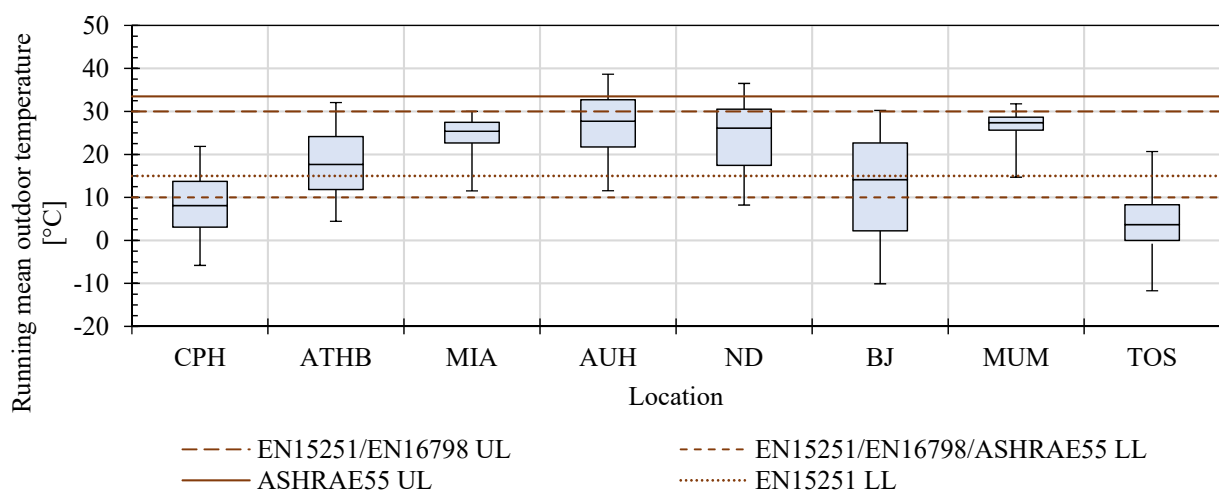 Running mean outdoor temperature
[°C]
50
40
30
20
10
0
-10
-20
CPH ATHB MIA AUH ND BJ MUM TOS
Location
EN15251/EN16798 UL EN15251/EN16798/ASHRAE55 LL
ASHRAE55 UL EN15251 LL